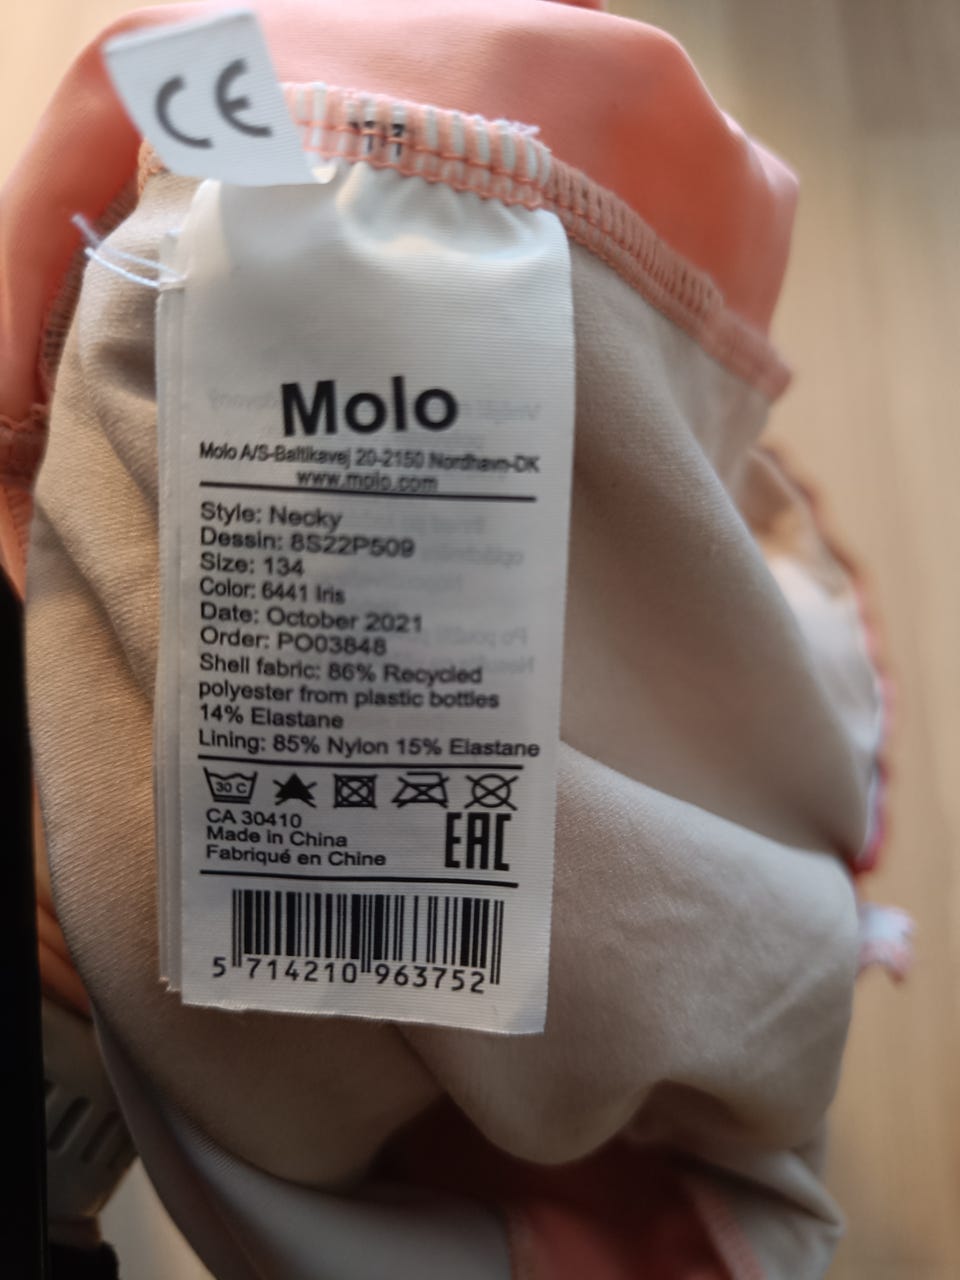 CE
Molo
Molo A/S-Baltikavej 20-2150 Nordhavn-DK
www.molo.com
Style: Necky
Dessin: 8S22P509
Size: 134
Color: 6441 Iris
Date: October 2021
Order: PO03848
Shell fabric: 86% Recycled
polyester from plastic bottles
14% Elastane
Lining: 85% Nylon 15% Elastane
30 C
CA 30410
Made in China
Fabriqué en Chine
EAC
5 714210 963752